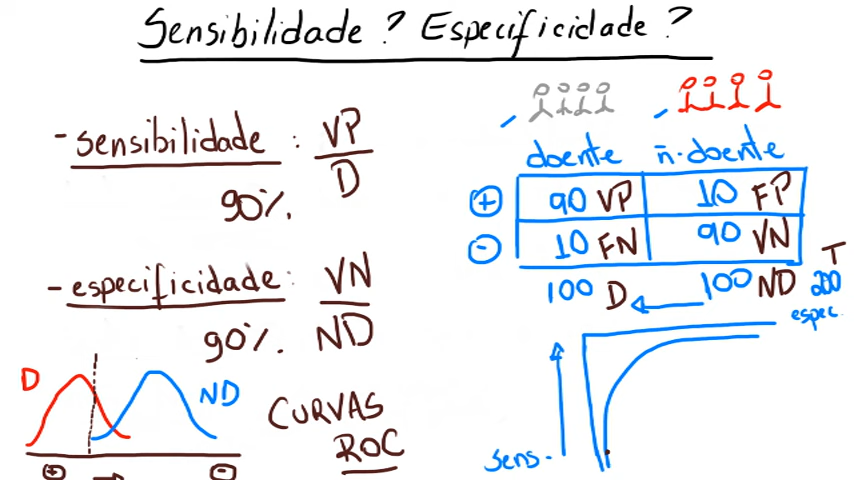 Sensibilidade ? Especificidade ?
- sensibilidade : VP / D
90%.
- especificidade : VN / ND
90%.
doente ñ-doente
+ 90 VP 10 FP
- 10 FN 90 VN
100 D 100 ND T 200
espec.
Sens.
D ND
+ -
CURVAS
ROC